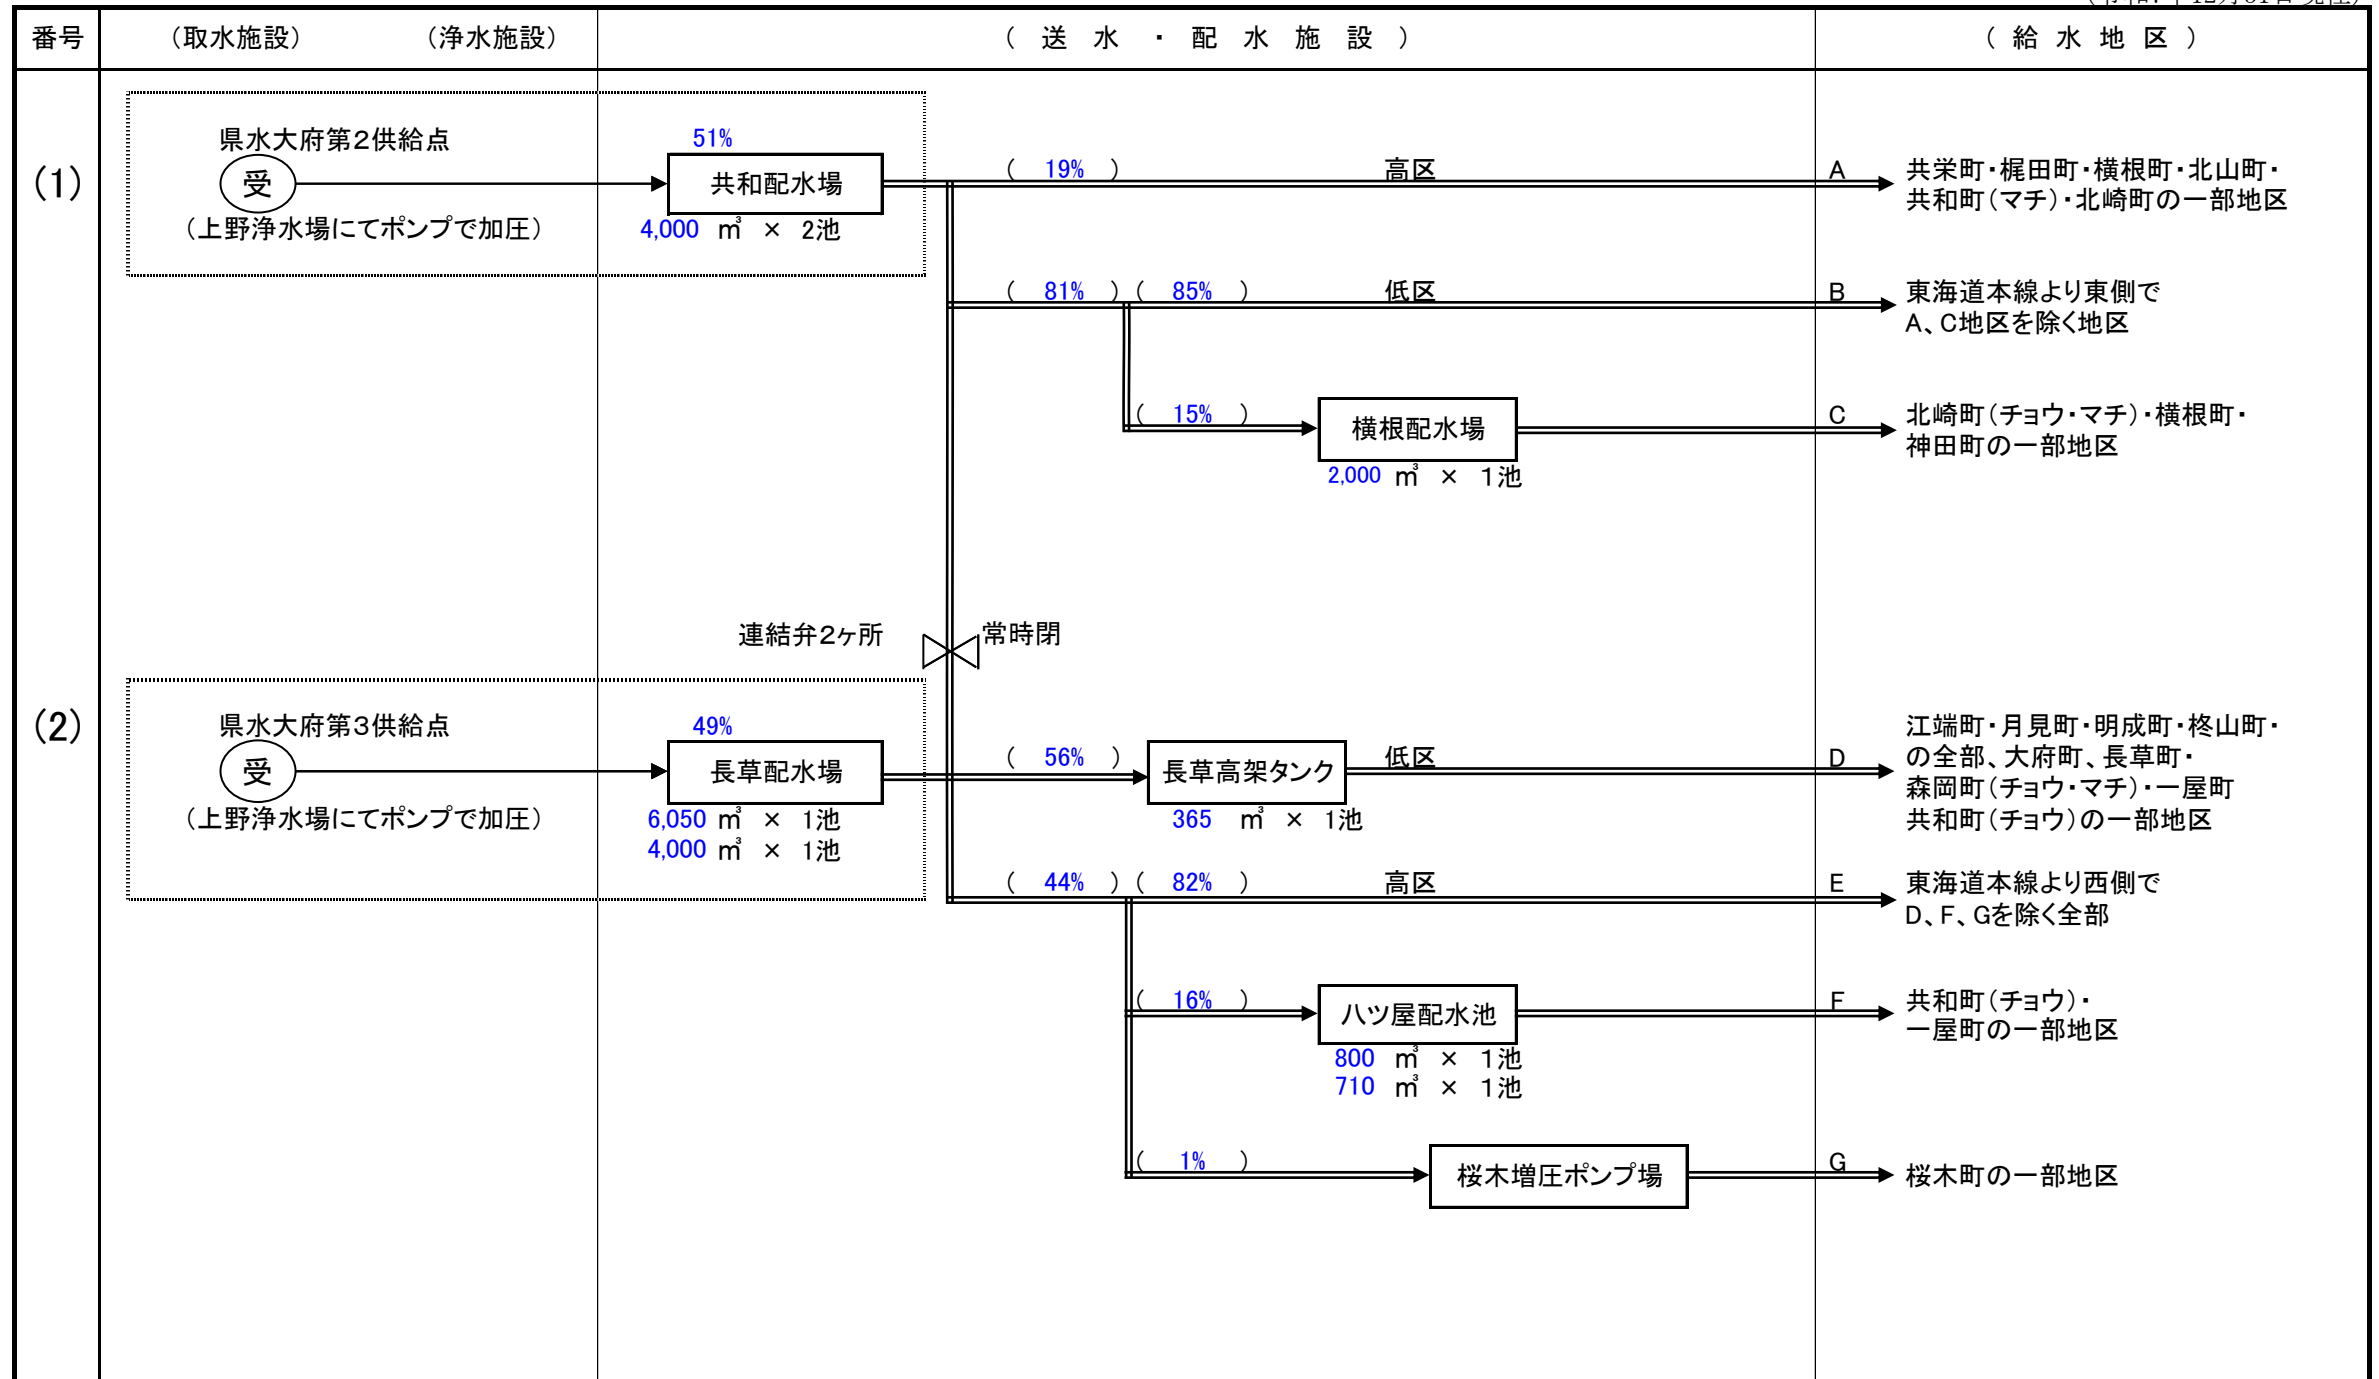 番号 （取水施設） （浄水施設） （ 送 水 ・ 配 水 施 設 ） （ 給 水 地 区 ）
(1)
県水大府第2供給点
受
（上野浄水場にてポンプで加圧）
51%
共和配水場
4,000 ㎥ × 2池
（ 19% ） 高区 A
共栄町・梶田町・横根町・北山町・
共和町（マチ）・北崎町の一部地区
（ 81% ）（ 85% ） 低区 B
東海道本線より東側で
A、C地区を除く地区
（ 15% ）
横根配水場
2,000 ㎥ × 1池
C
北崎町（チョウ・マチ）・横根町・
神田町の一部地区
連結弁2ヶ所 常時閉
(2)
県水大府第3供給点
受
（上野浄水場にてポンプで加圧）
49%
長草配水場
6,050 ㎥ × 1池
4,000 ㎥ × 1池
（ 56% ）
長草高架タンク
365 ㎥ × 1池
低区 D
江端町・月見町・明成町・柊山町・
の全部、大府町、長草町・
森岡町（チョウ・マチ）・一屋町
共和町（チョウ）の一部地区
（ 44% ）（ 82% ） 高区 E
東海道本線より西側で
D、F、Gを除く全部
（ 16% ）
八ツ屋配水池
800 ㎥ × 1池
710 ㎥ × 1池
F
共和町（チョウ）・
一屋町の一部地区
（ 1% ）
桜木増圧ポンプ場
G
桜木町の一部地区